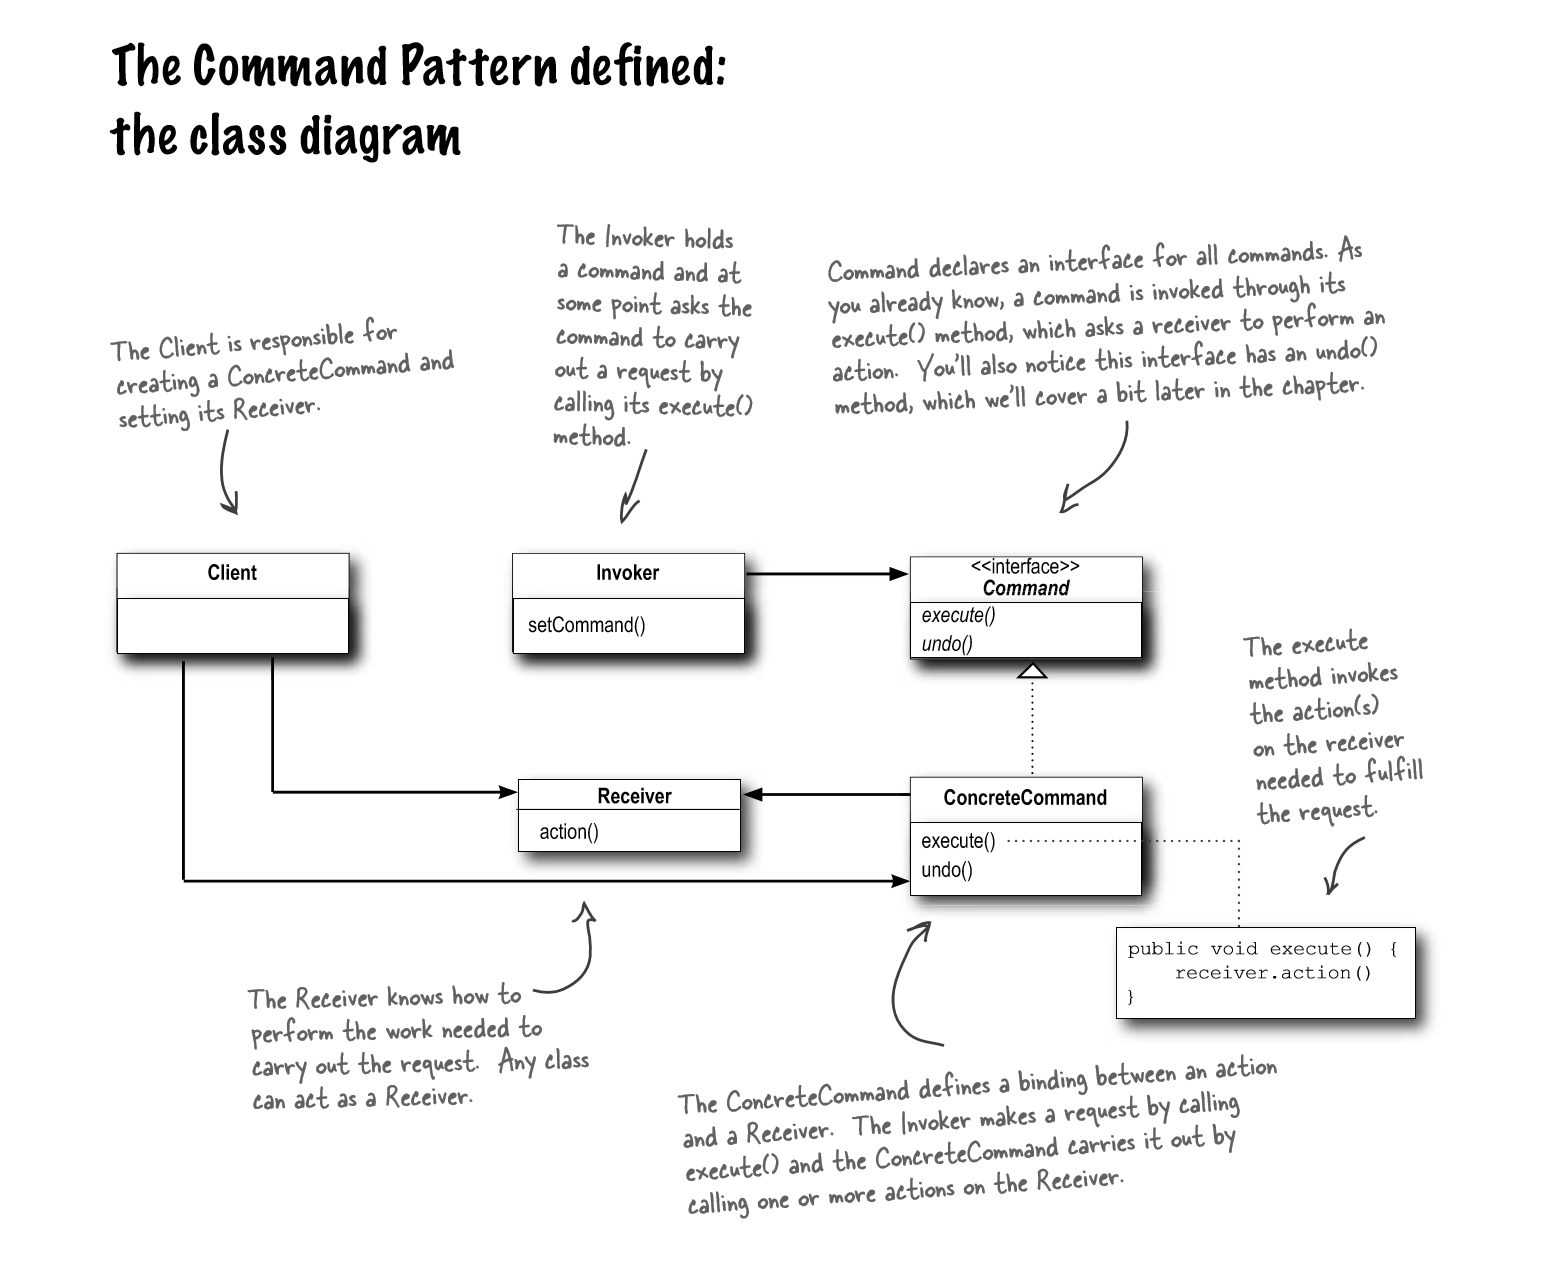 The Command Pattern defined:
the class diagram
The Client is responsible for
creating a ConcreteCommand and
setting its Receiver.
The Invoker holds
a command and at
some point asks the
command to carry
out a request by
calling its execute()
method.
Command declares an interface for all commands. As
you already know, a command is invoked through its
execute() method, which asks a receiver to perform an
action. You'll also notice this interface has an undo()
method, which we'll cover a bit later in the chapter.
Client
Invoker
setCommand()
<<interface>>
Command
execute()
undo()
The execute
method invokes
the action(s)
on the receiver
needed to fulfill
the request.
Receiver
action()
ConcreteCommand
execute()
undo()
public void execute() {
receiver.action()
}
The Receiver knows how to
perform the work needed to
carry out the request. Any class
can act as a Receiver.
The ConcreteCommand defines a binding between an action
and a Receiver. The Invoker makes a request by calling
execute() and the ConcreteCommand carries it out by
calling one or more actions on the Receiver.